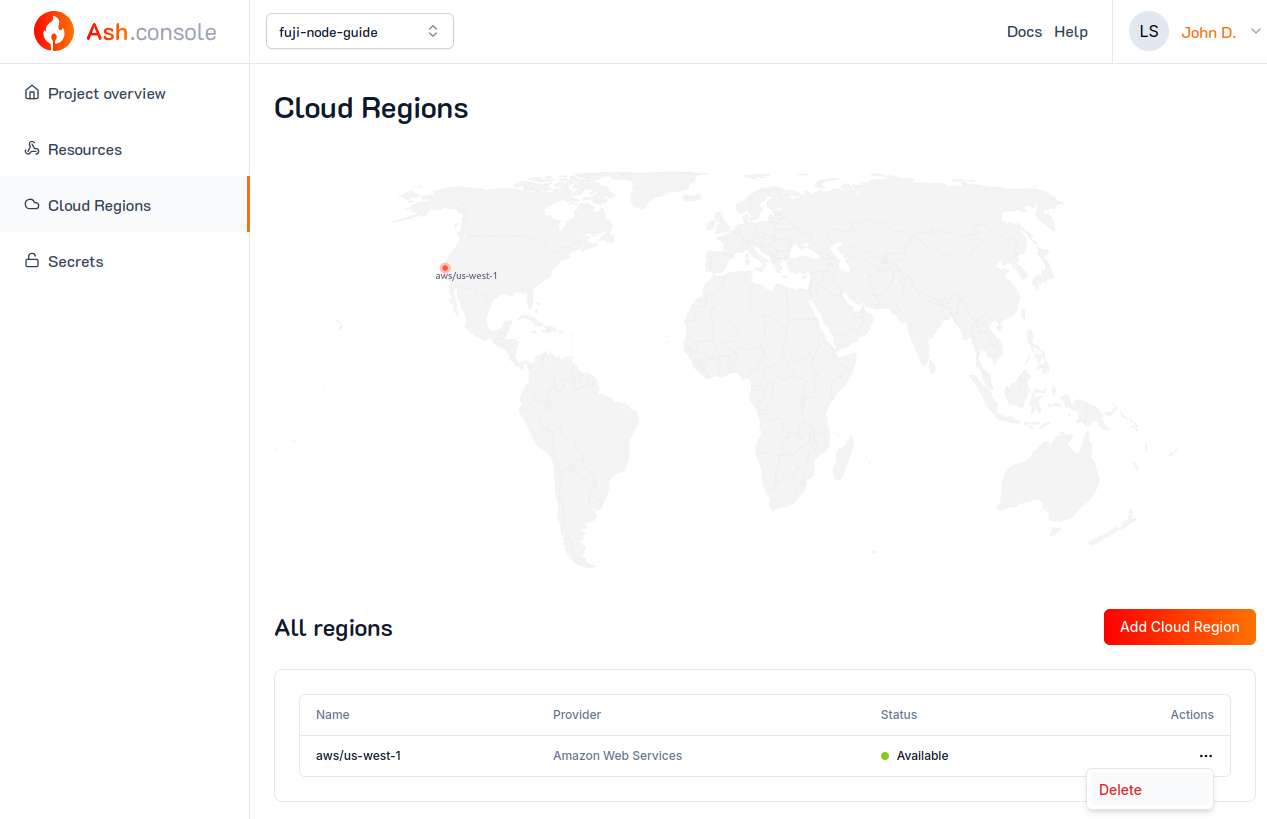 Ash.console
fuji-node-guide
Docs Help
LS John D.
Project overview
Resources
Cloud Regions
Secrets
Cloud Regions
aws/us-west-1
All regions
Add Cloud Region
Name Provider Status Actions
aws/us-west-1 Amazon Web Services Available ...
Delete